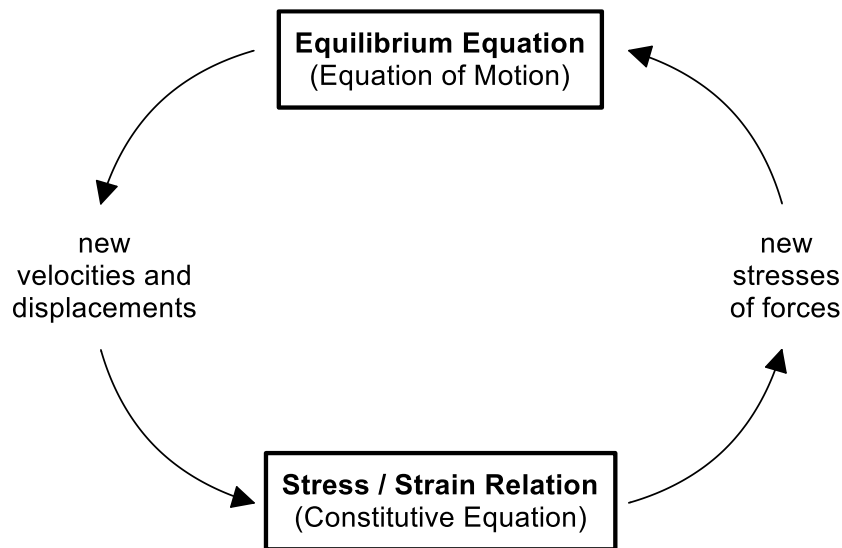 Equilibrium Equation
(Equation of Motion)
new
velocities and
displacements
new
stresses
of forces
Stress / Strain Relation
(Constitutive Equation)